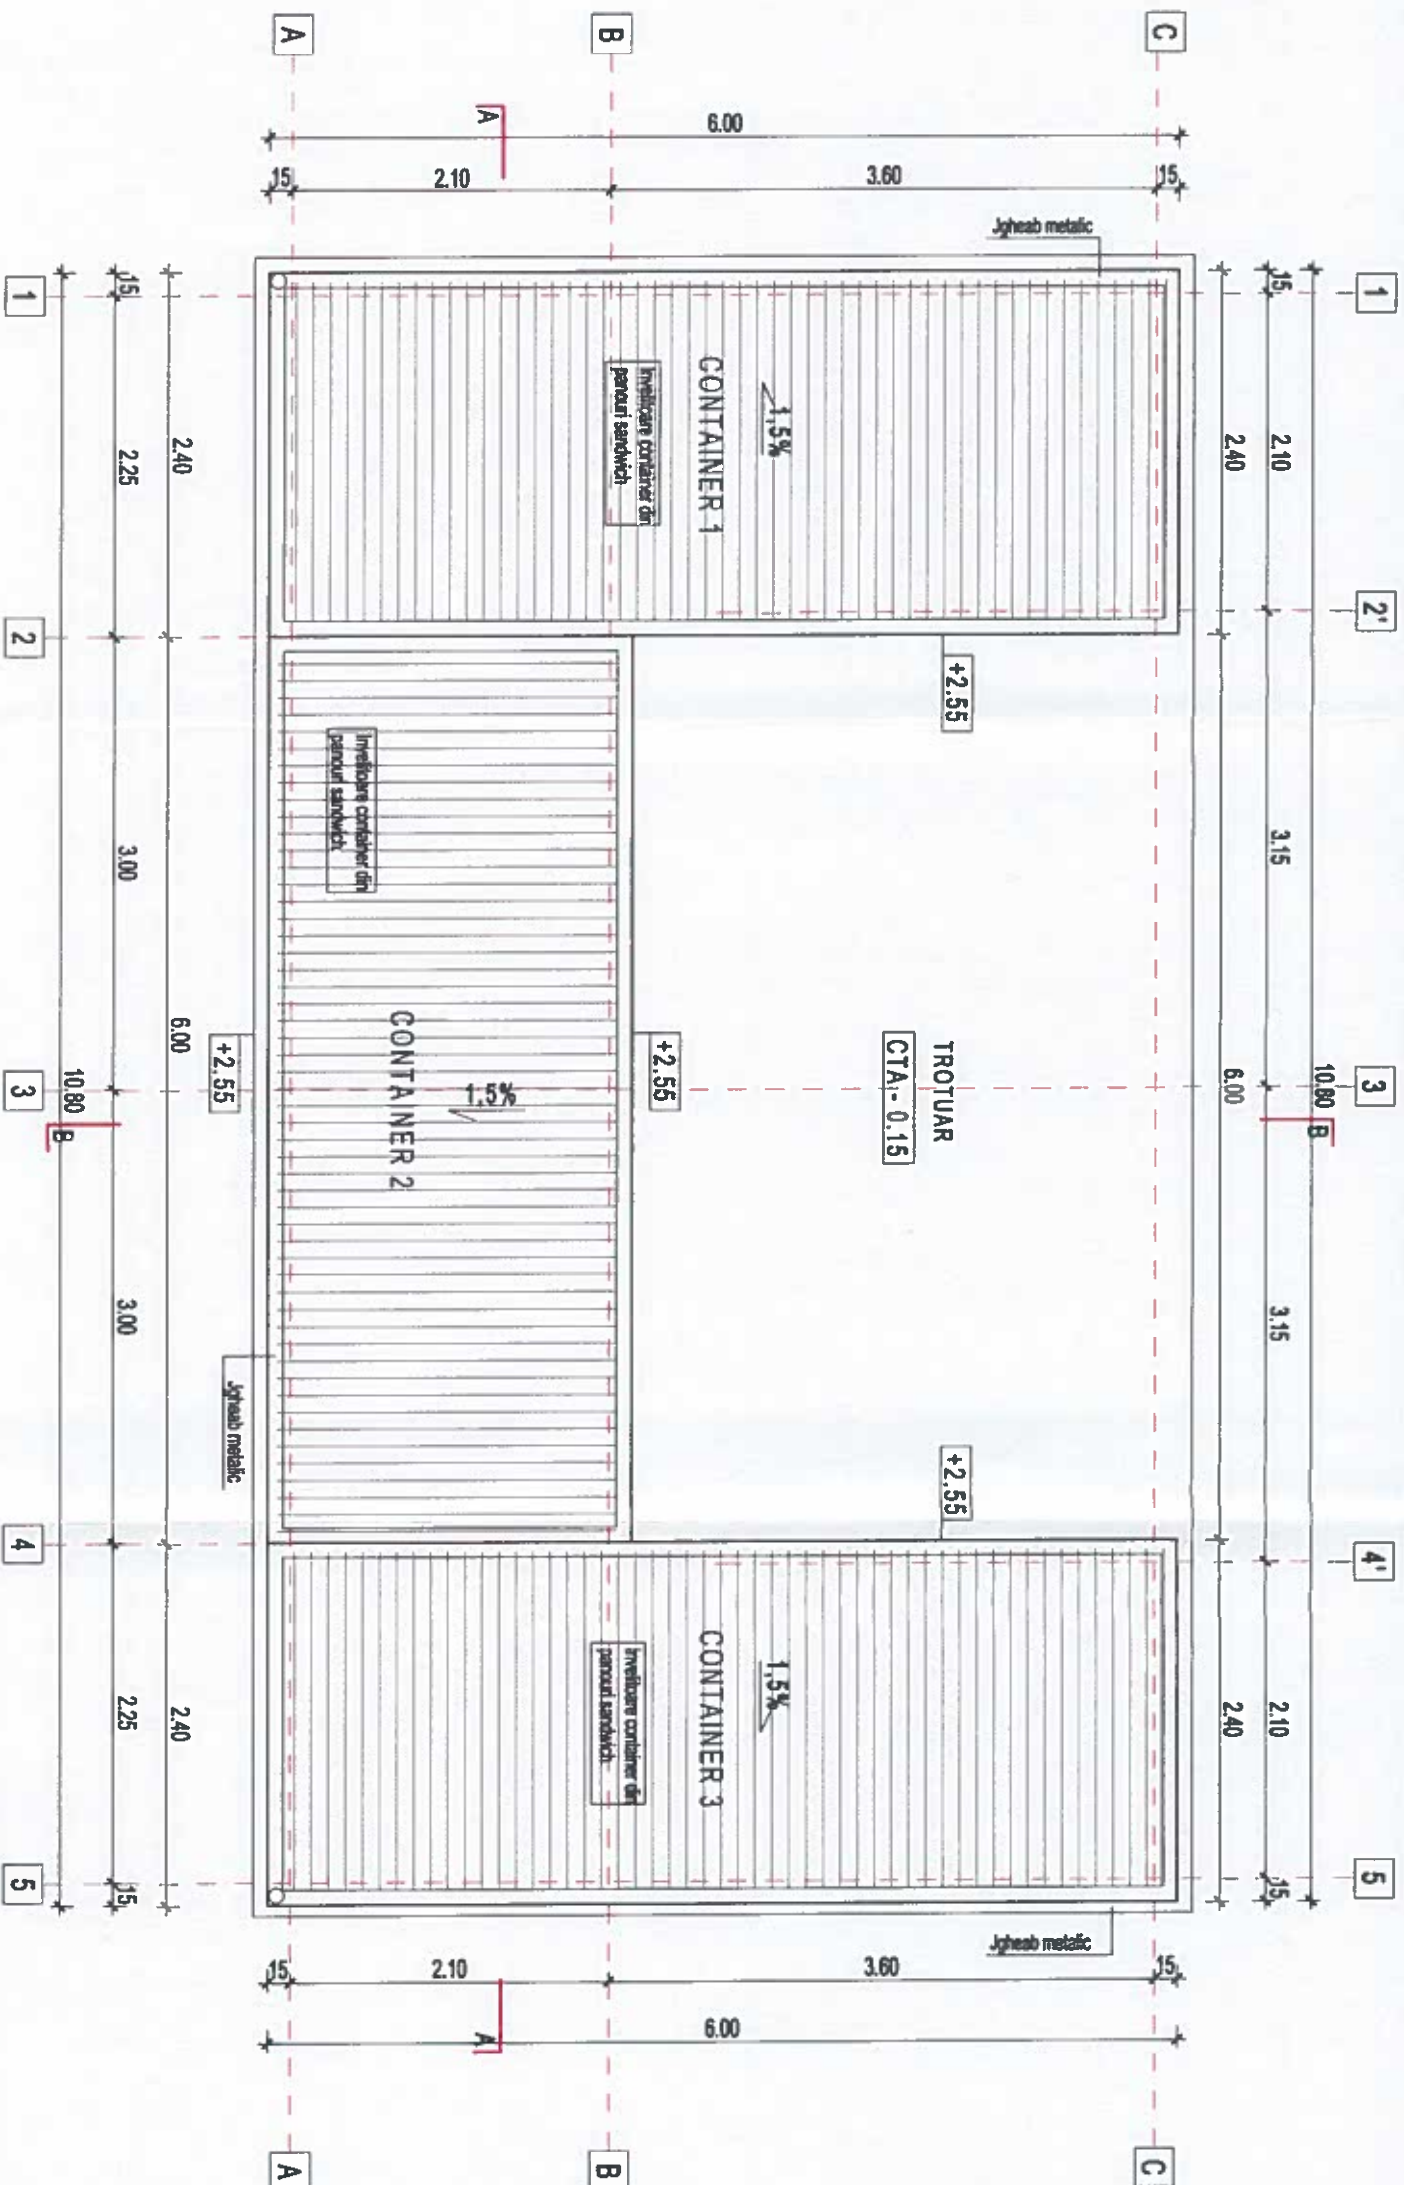 A
B
C
A
6.00
15
2.10
3.60
15
Jgheab metalic
1
15
2.40
2.25
1
15
2.10
2.40
CONTAINER 1
1,5%
Invelitoare container din
panouri sandwich
2
2'
+2,55
Invelitoare container din
panouri sandwich
3.00
3.15
6.00
10.80
3
B
+2,55
CONTAINER 2
1,5%
+2,55
TROTUAR
CTA - 0,15
6.00
10.80
3
B
3.00
3.15
Jgheab metalic
+2,55
4
4'
CONTAINER 3
1,5%
Invelitoare container din
panouri sandwich
2.25
2.40
2.40
2.10
5
15
15
5
Jgheab metalic
15
2.10
3.60
15
A
6.00
A
B
C